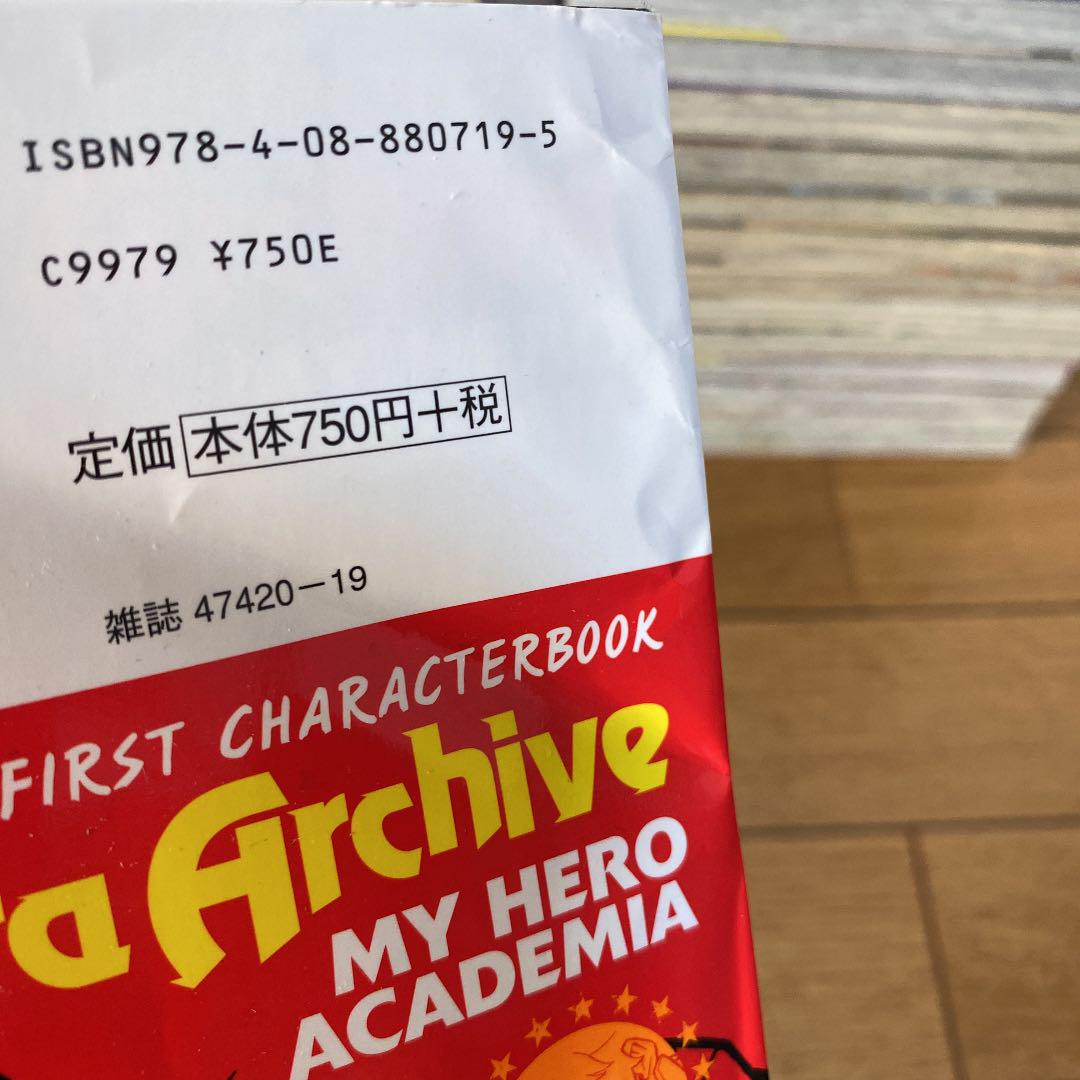 ISBN978-4-08-880719-5
C9979 ¥750E
定価 本体750円+税
雑誌 47420-19
FIRST CHARACTERBOOK
a Archive
MY HERO
ACADEMIA